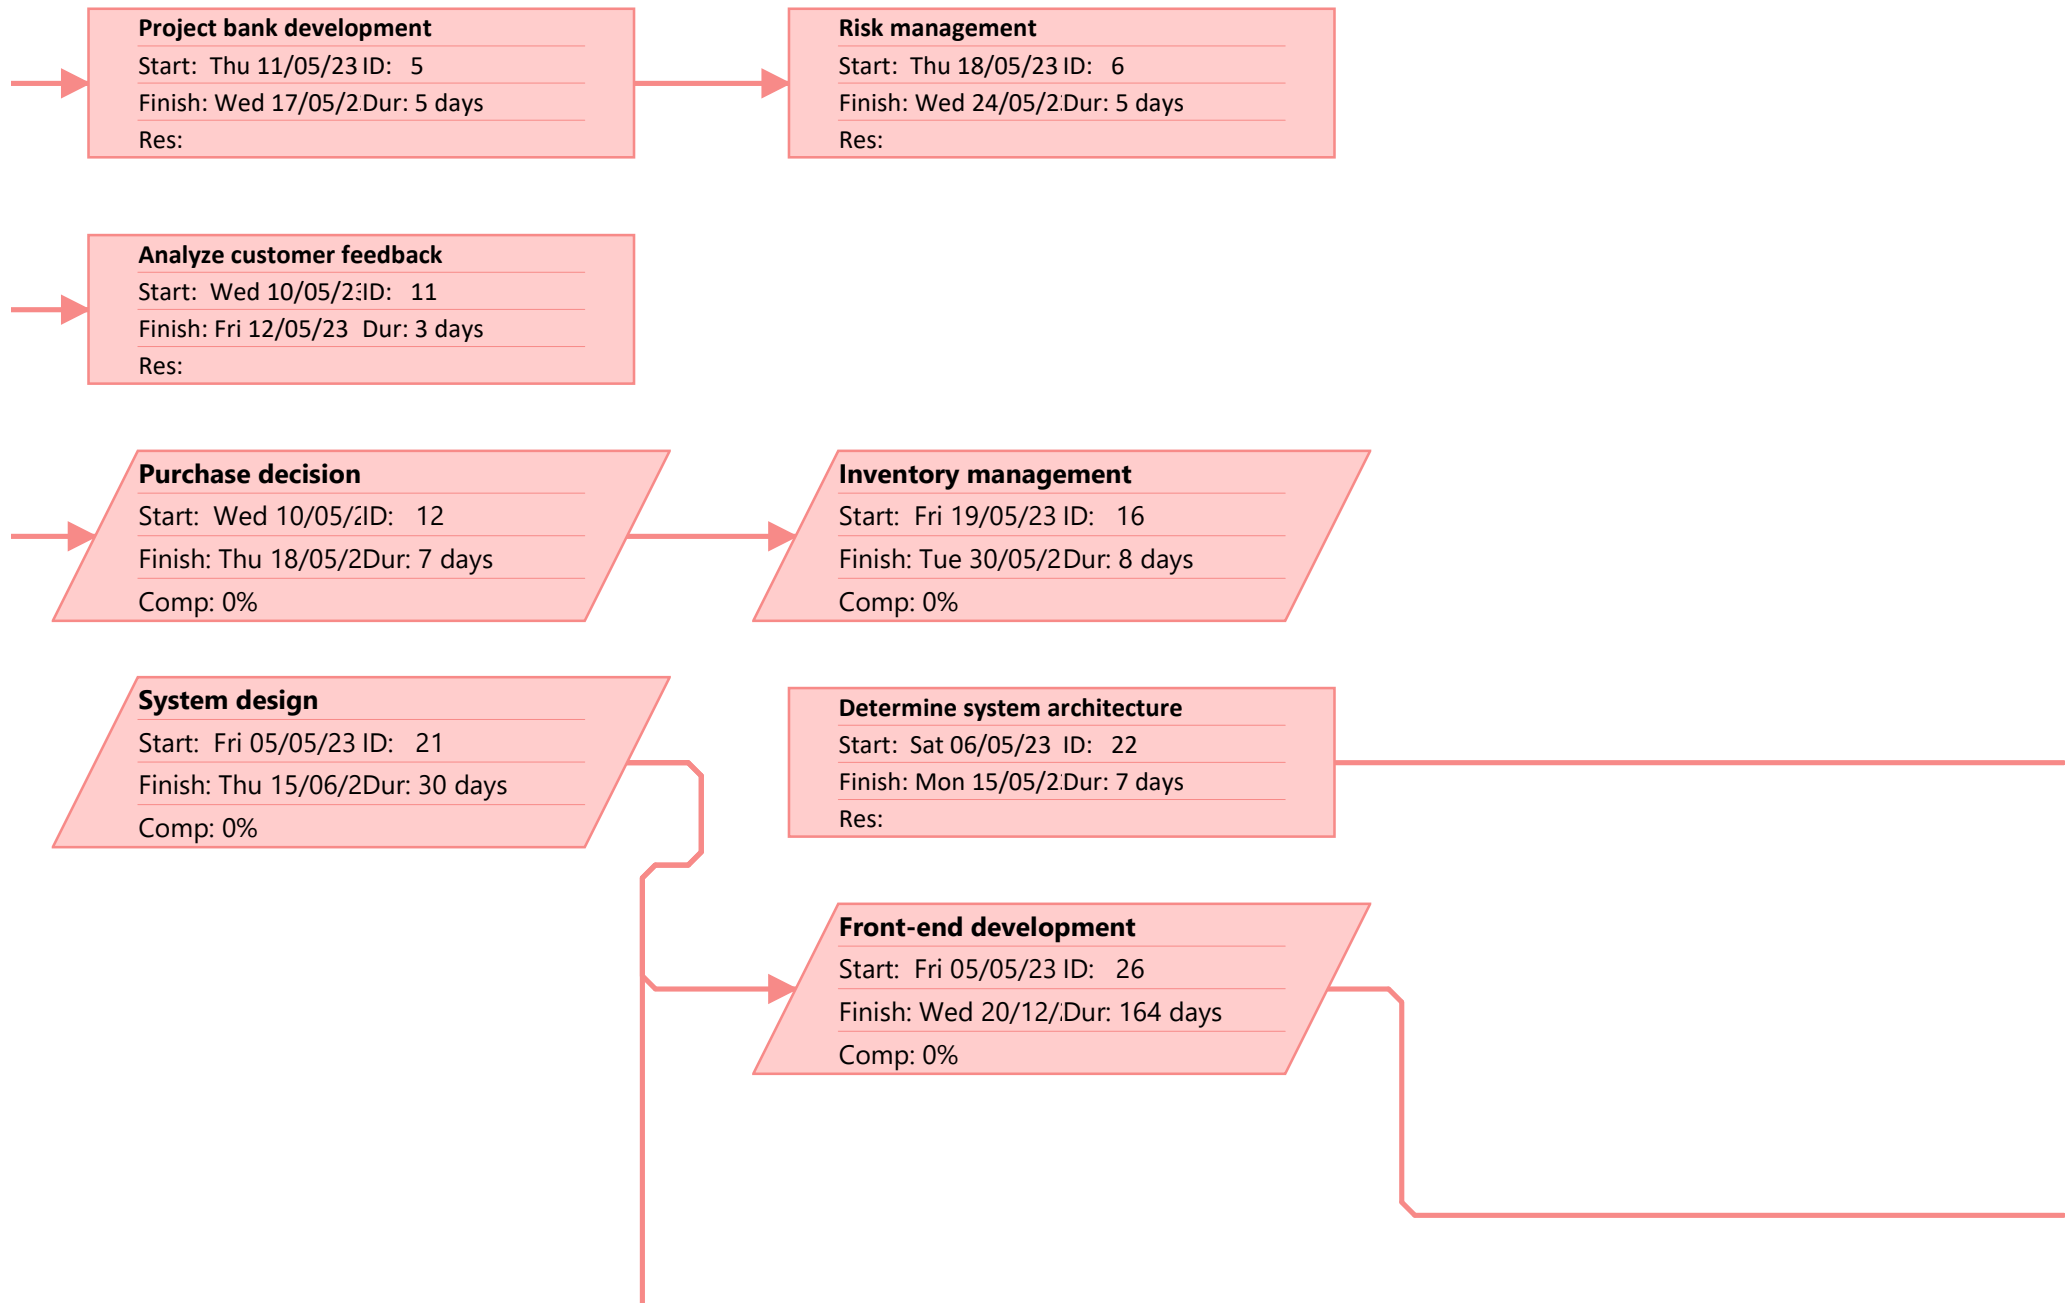 Project bank development
Start: Thu 11/05/23 ID: 5
Finish: Wed 17/05/2 Dur: 5 days
Res:
Risk management
Start: Thu 18/05/23 ID: 6
Finish: Wed 24/05/2 Dur: 5 days
Res:
Analyze customer feedback
Start: Wed 10/05/23 ID: 11
Finish: Fri 12/05/23 Dur: 3 days
Res:
Purchase decision
Start: Wed 10/05/2 ID: 12
Finish: Thu 18/05/2 Dur: 7 days
Comp: 0%
Inventory management
Start: Fri 19/05/23 ID: 16
Finish: Tue 30/05/2 Dur: 8 days
Comp: 0%
System design
Start: Fri 05/05/23 ID: 21
Finish: Thu 15/06/2 Dur: 30 days
Comp: 0%
Determine system architecture
Start: Sat 06/05/23 ID: 22
Finish: Mon 15/05/2 Dur: 7 days
Res:
Front-end development
Start: Fri 05/05/23 ID: 26
Finish: Wed 20/12/ Dur: 164 days
Comp: 0%